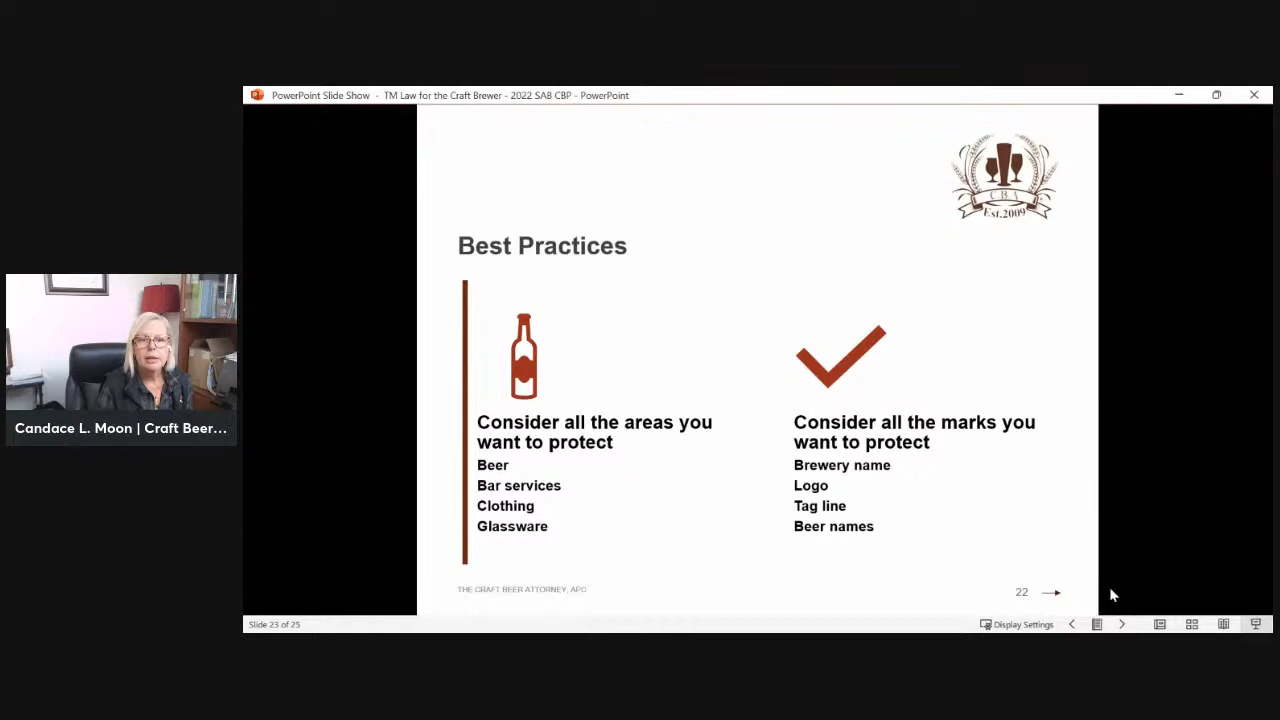 PowerPoint Slide Show - TM Law for the Craft Brewer - 2022 SAB CBP - PowerPoint
CBA
Est.2009
Best Practices
Consider all the areas you
want to protect
Beer
Bar services
Clothing
Glassware
Consider all the marks you
want to protect
Brewery name
Logo
Tag line
Beer names
THE CRAFT BEER ATTORNEY, APC
22
Candace L. Moon | Craft Beer...
Slide 23 of 25
Display Settings